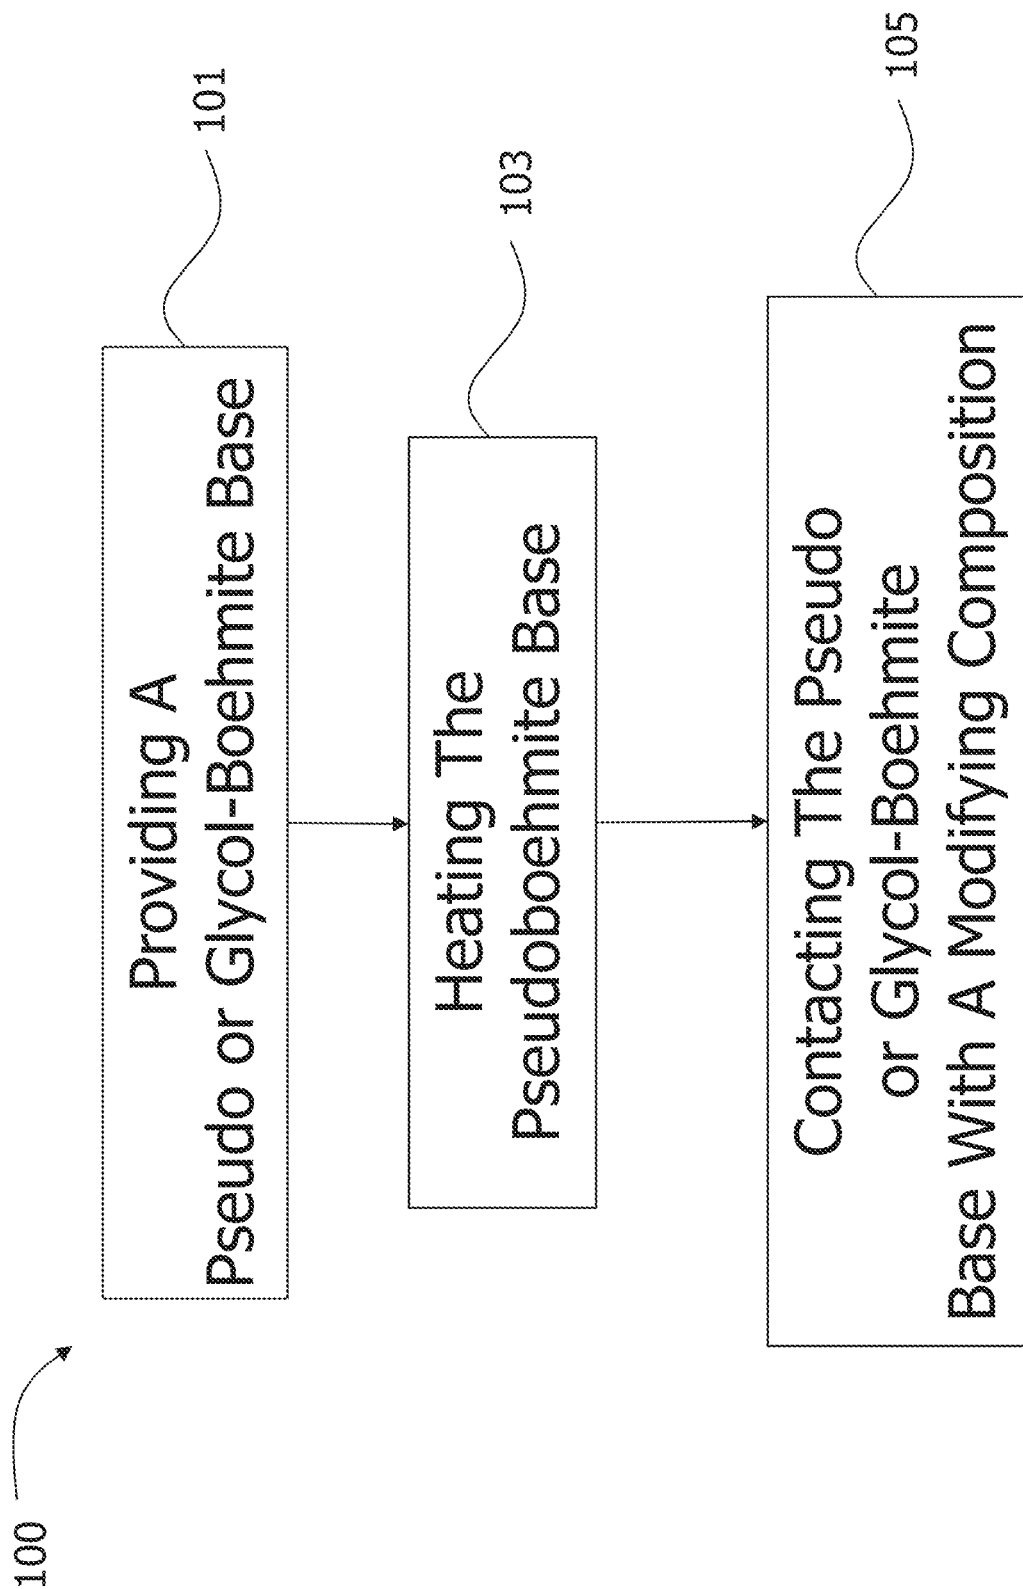 100
Providing A
Pseudo or Glycol-Boehmite Base
101
Heating The
Pseudoboehmite Base
103
Contacting The Pseudo
or Glycol-Boehmite
Base With A Modifying Composition
105